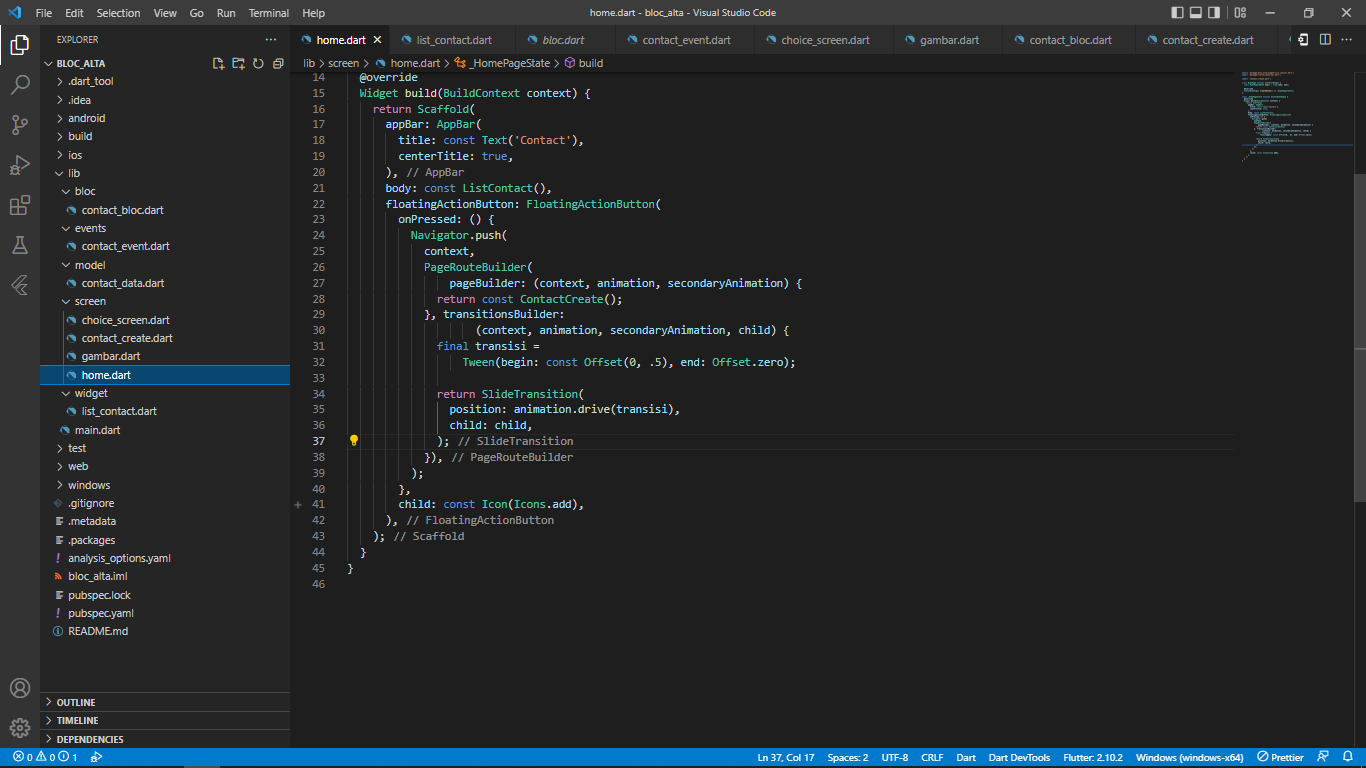 File Edit Selection View Go Run Terminal Help
home.dart - bloc_alta - Visual Studio Code
EXPLORER
BLOC_ALTA
.dart_tool
.idea
android
build
ios
lib
bloc
contact_bloc.dart
events
contact_event.dart
model
contact_data.dart
screen
choice_screen.dart
contact_create.dart
gambar.dart
home.dart
widget
list_contact.dart
main.dart
test
web
windows
.gitignore
.metadata
.packages
analysis_options.yaml
bloc_alta.iml
pubspec.lock
pubspec.yaml
README.md
OUTLINE
TIMELINE
DEPENDENCIES
home.dart list_contact.dart bloc.dart contact_event.dart choice_screen.dart gambar.dart contact_bloc.dart contact_create.dart
lib > screen > home.dart > _HomePageState > build
14 @override
15 Widget build(BuildContext context) {
16 return Scaffold(
17 appBar: AppBar(
18 title: const Text('Contact'),
19 centerTitle: true,
20 ), // AppBar
21 body: const ListContact(),
22 floatingActionButton: FloatingActionButton(
23 onPressed: () {
24 Navigator.push(
25 context,
26 PageRouteBuilder(
27 pageBuilder: (context, animation, secondaryAnimation) {
28 return const ContactCreate();
29 }, transitionsBuilder:
30 (context, animation, secondaryAnimation, child) {
31 final transisi =
32 Tween(begin: const Offset(0, .5), end: Offset.zero);
33
34 return SlideTransition(
35 position: animation.drive(transisi),
36 child: child,
37 ); // SlideTransition
38 }), // PageRouteBuilder
39 );
40 },
41 child: const Icon(Icons.add),
42 ), // FloatingActionButton
43 ); // Scaffold
44 }
45 }
46
0 0 1
Ln 37, Col 17 Spaces: 2 UTF-8 CRLF Dart Dart DevTools Flutter: 2.10.2 Windows (windows-x64) Prettier